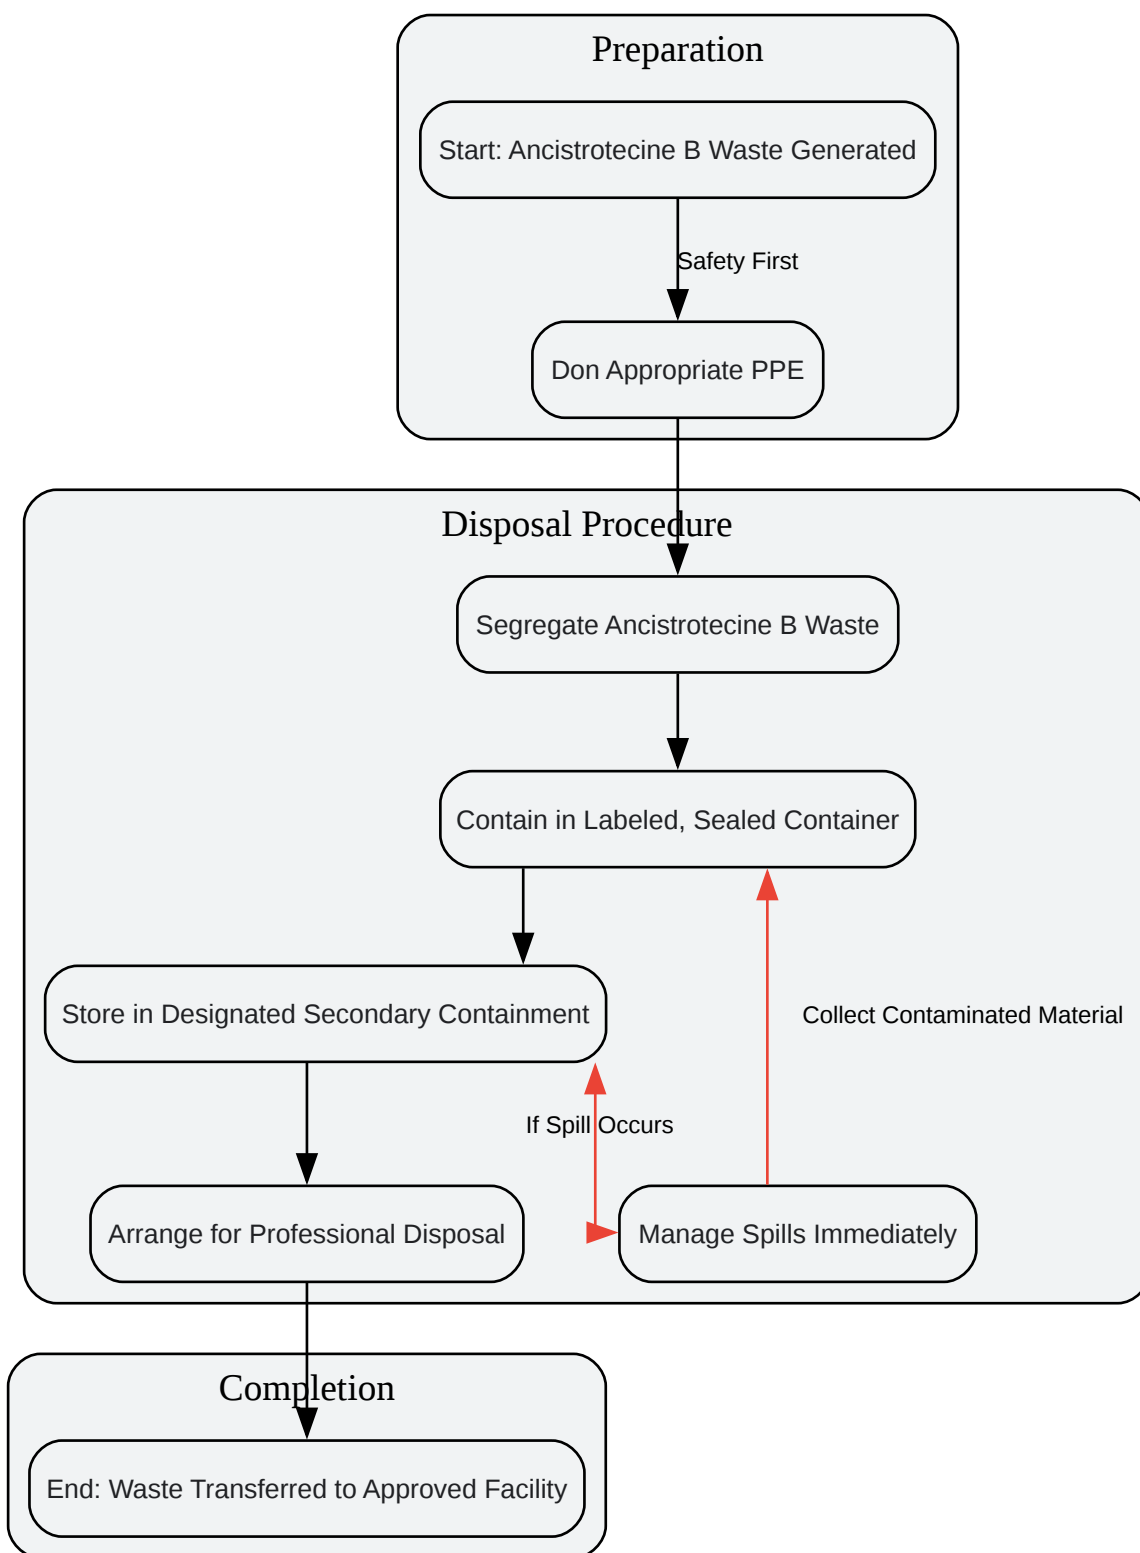 Preparation
Start: Ancistrotecine B Waste Generated
Safety First
Don Appropriate PPE
Disposal Procedure
Segregate Ancistrotecine B Waste
Contain in Labeled, Sealed Container
Store in Designated Secondary Containment
Collect Contaminated Material
If Spill Occurs
Arrange for Professional Disposal
Manage Spills Immediately
Completion
End: Waste Transferred to Approved Facility